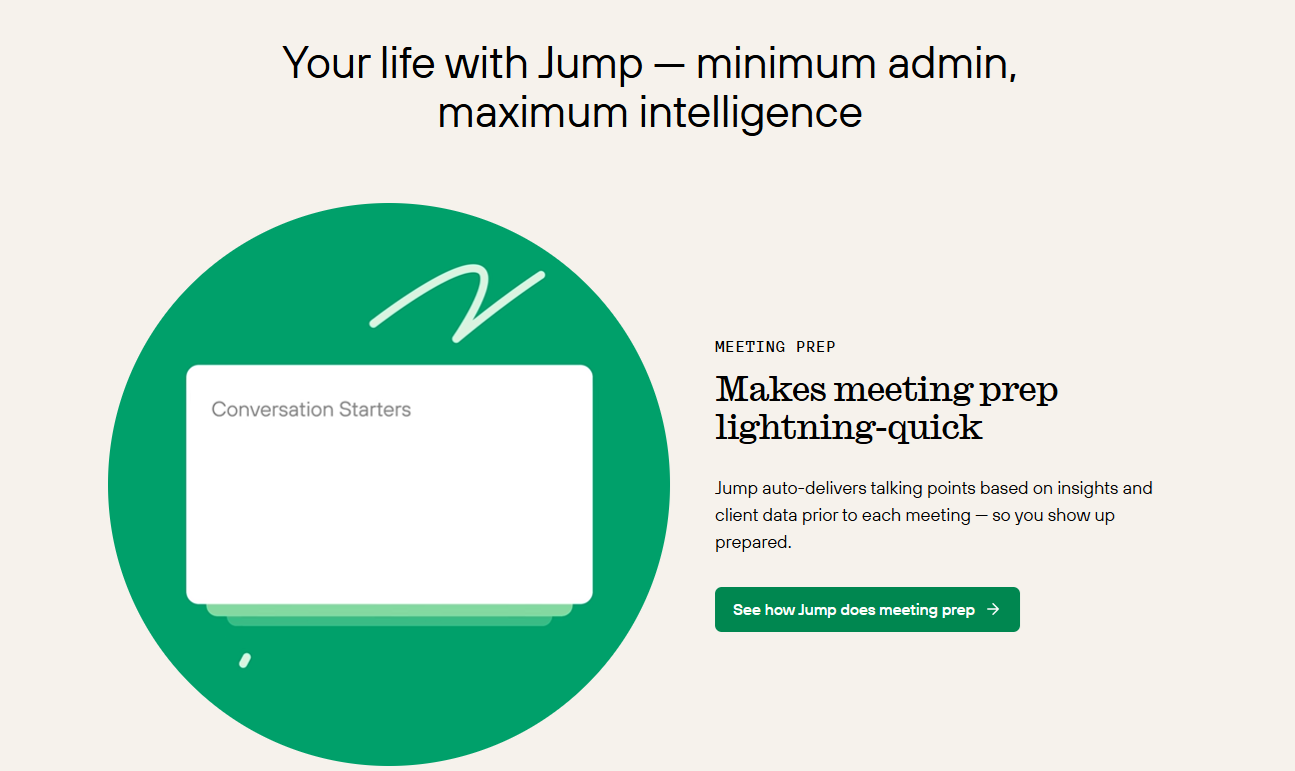 Your life with Jump — minimum admin,
maximum intelligence
Conversation Starters
MEETING PREP
Makes meeting prep
lightning-quick
Jump auto-delivers talking points based on insights and
client data prior to each meeting — so you show up
prepared.
See how Jump does meeting prep →